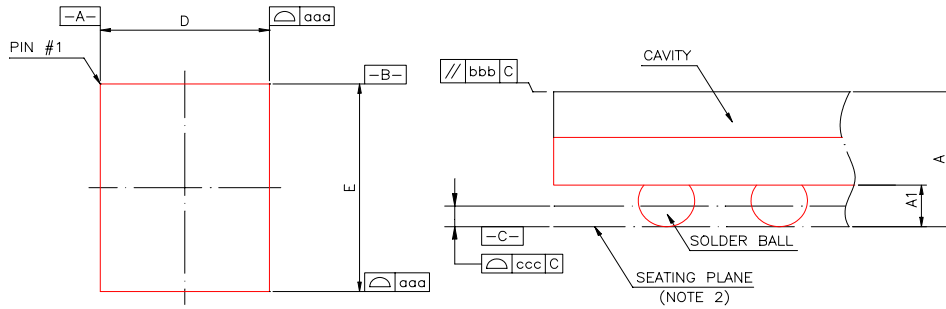 -A-
D
⌓ aaa
PIN #1
-B-
E
⌓ aaa
// bbb C
CAVITY
A
A1
-C-
SOLDER BALL
⌓ ccc C
SEATING PLANE
(NOTE 2)